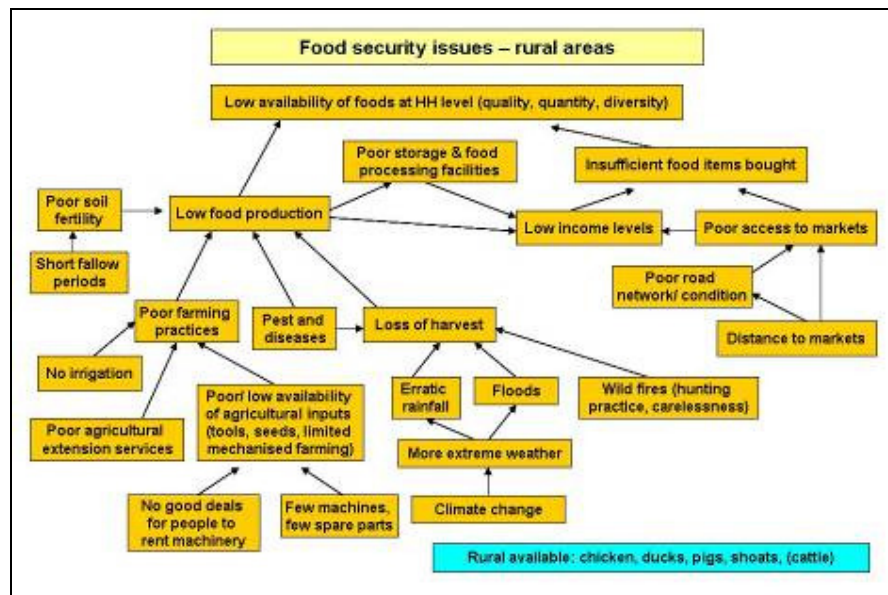 Food security issues – rural areas
Low availability of foods at HH level (quality, quantity, diversity)
Poor storage & food
processing facilities
Insufficient food items bought
Poor soil
fertility
Low food production
Low income levels
Poor access to markets
Short fallow
periods
Poor road
network/ condition
Poor farming
practices
Pest and
diseases
Loss of harvest
Distance to markets
No irrigation
Poor/ low availability
of agricultural inputs
(tools, seeds, limited
mechanised farming)
Erratic
rainfall
Floods
Wild fires (hunting
practice, carelessness)
Poor agricultural
extension services
More extreme weather
No good deals
for people to
rent machinery
Few machines,
few spare parts
Climate change
Rural available: chicken, ducks, pigs, shoats, (cattle)